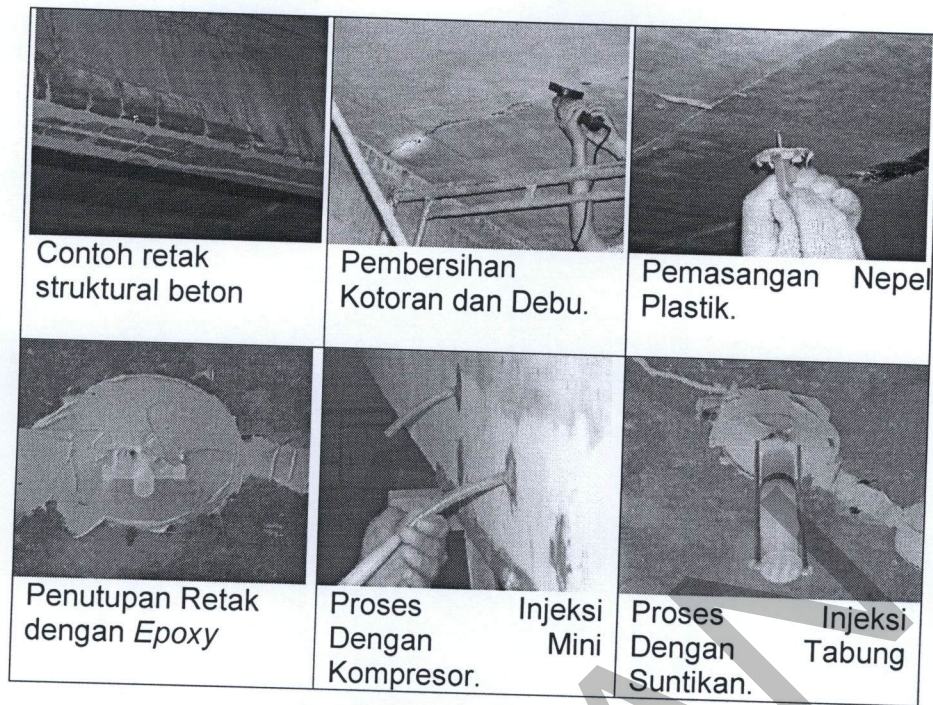 Contoh retak
struktural beton
Pembersihan
Kotoran dan Debu.
Pemasangan Nepel
Plastik.
Penutupan Retak
dengan Epoxy
Proses Injeksi
Dengan Mini
Kompresor.
Proses Injeksi
Dengan Tabung
Suntikan.